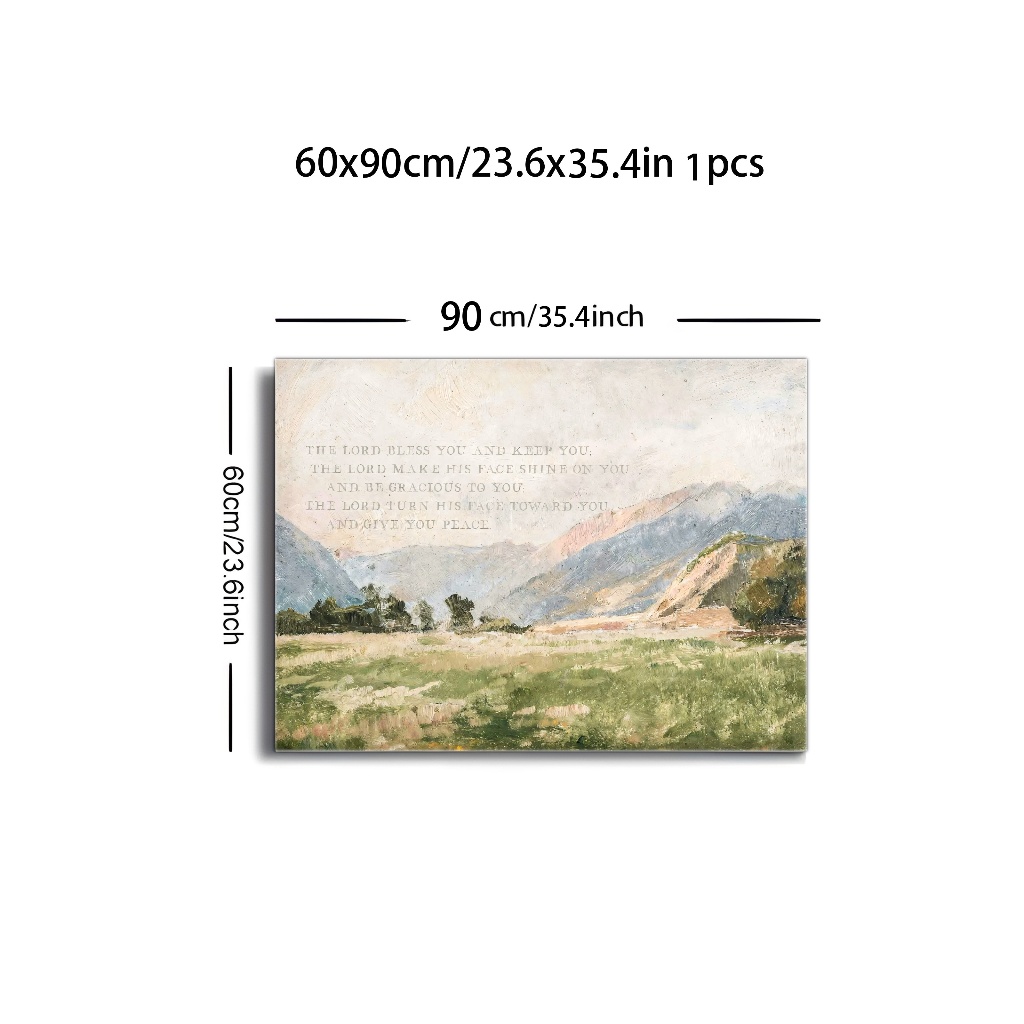 60x90cm/23.6x35.4in 1pcs
90 cm/35.4inch
60cm/23.6inch
THE LORD BLESS YOU AND KEEP YOU;
THE LORD MAKE HIS FACE SHINE ON YOU
AND BE GRACIOUS TO YOU;
THE LORD TURN HIS FACE TOWARD YOU
AND GIVE YOU PEACE.